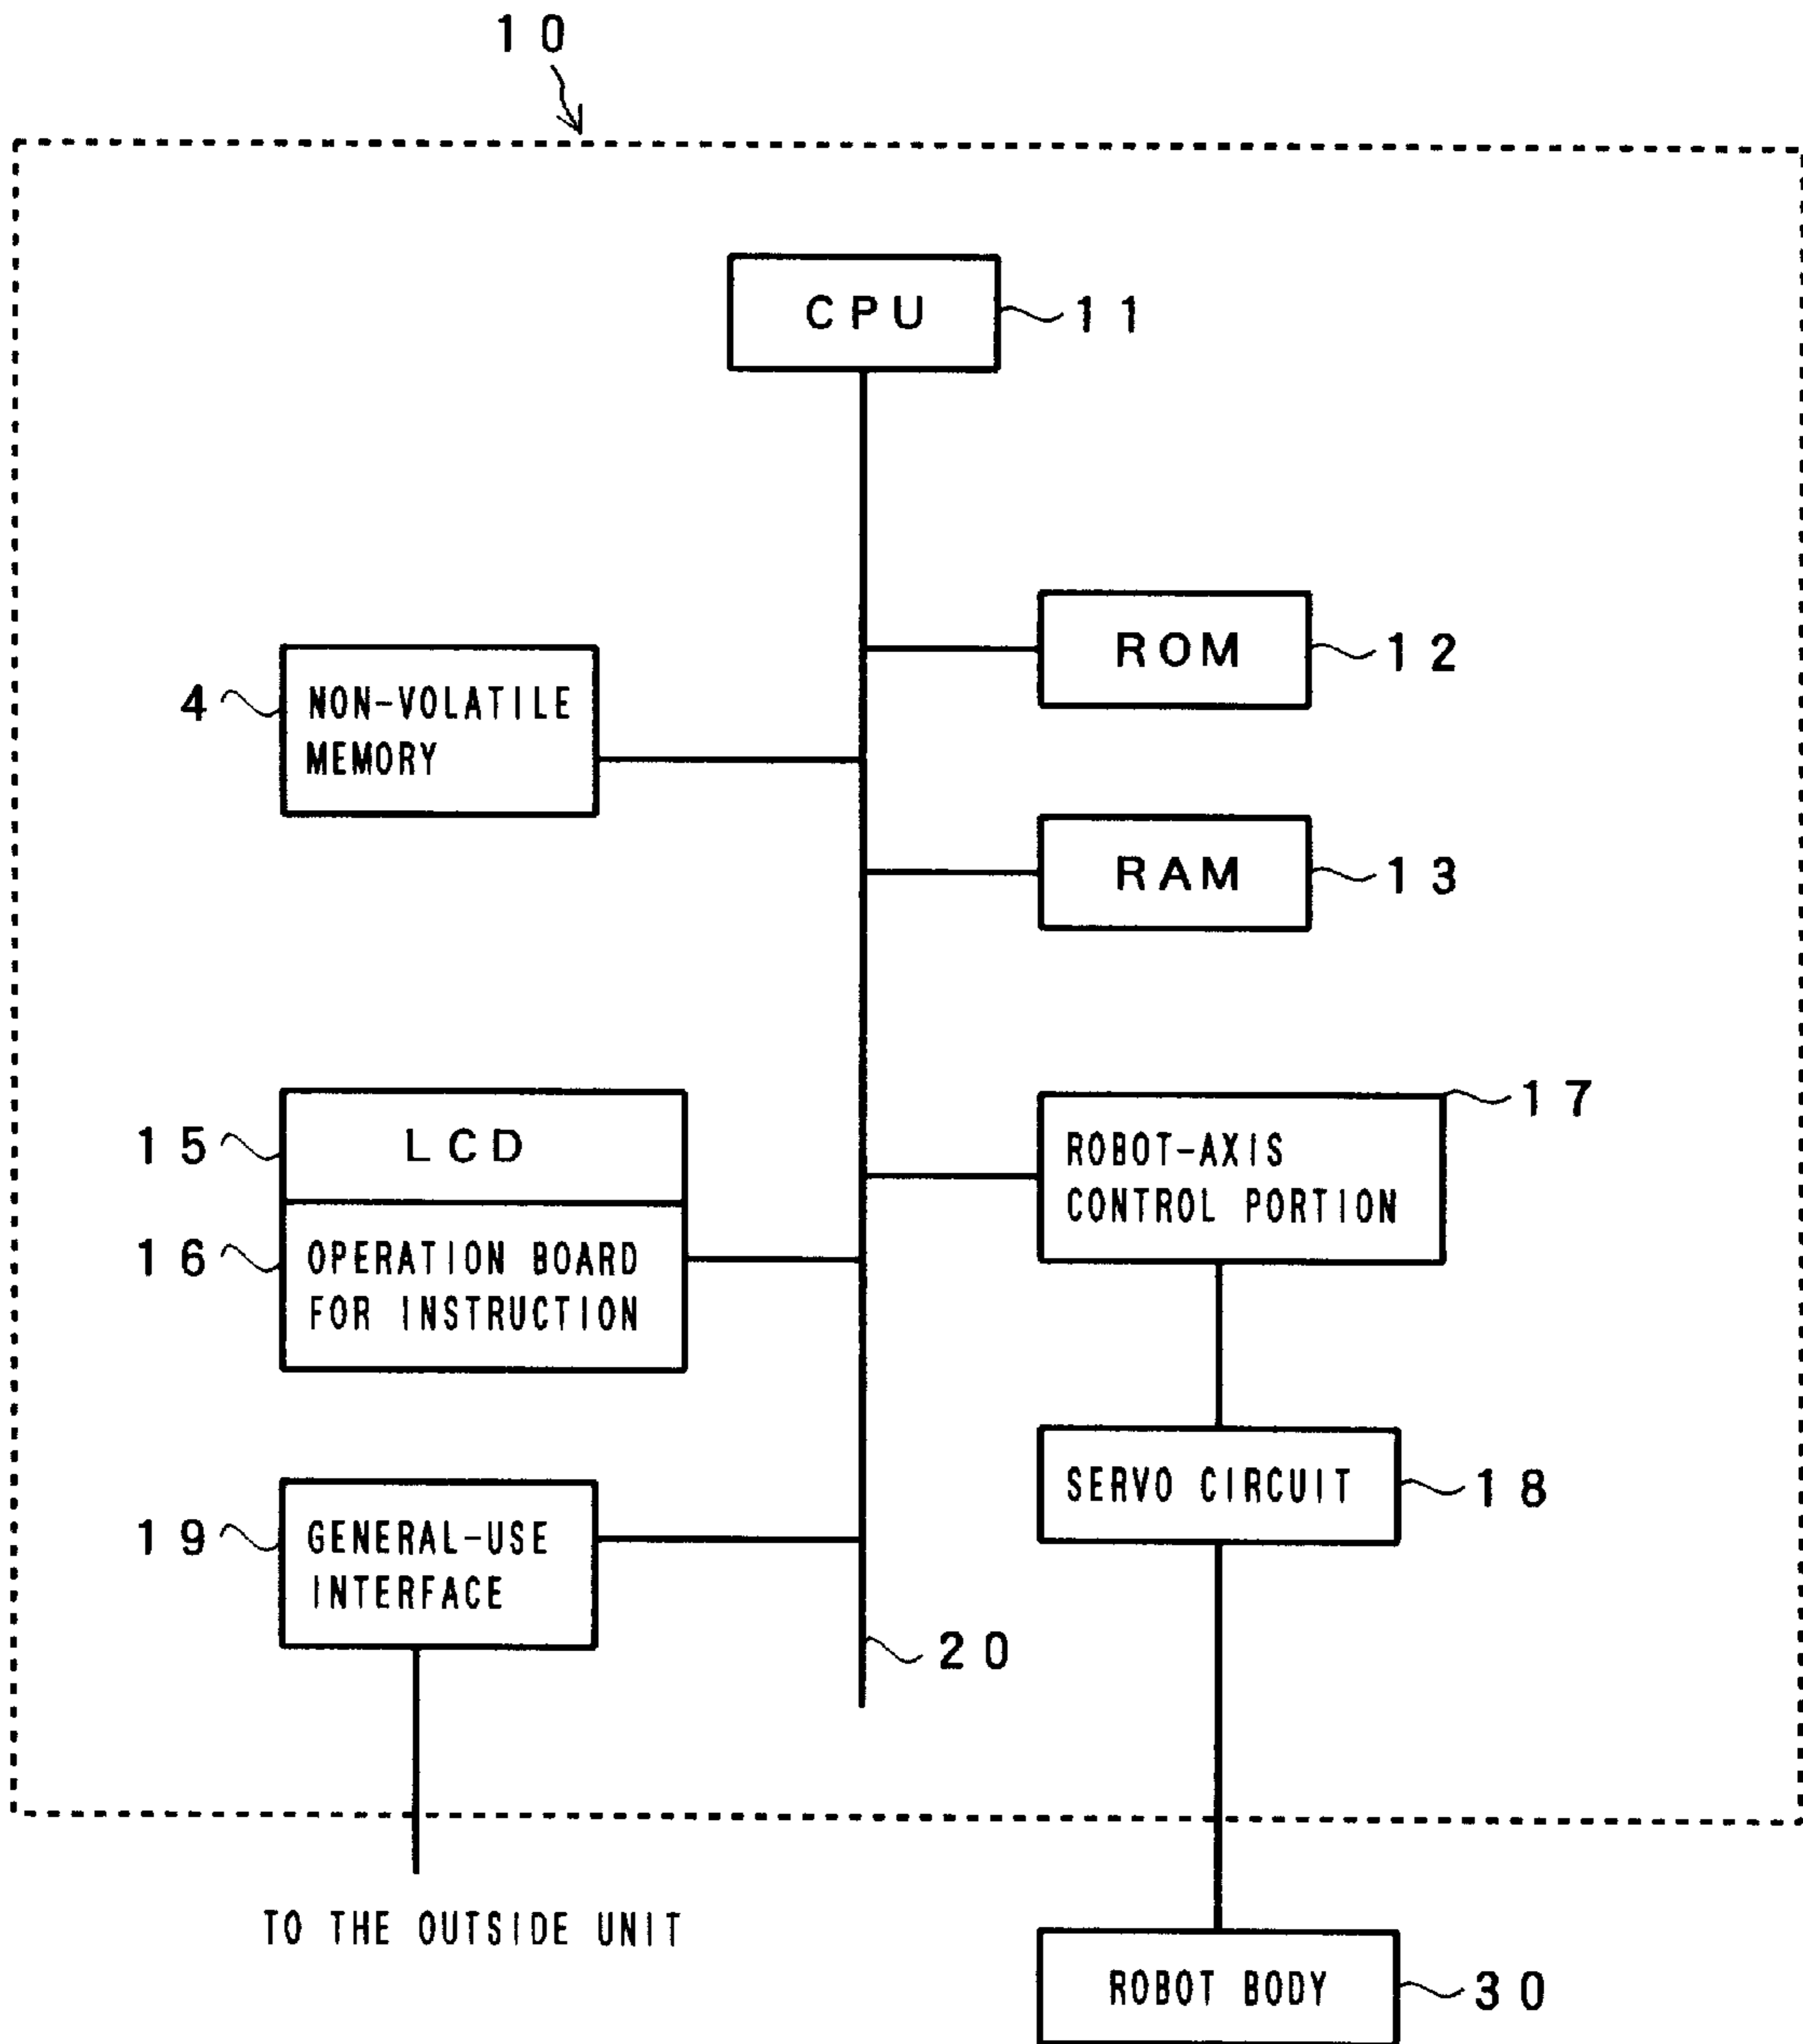 10
CPU
11
ROM
12
4
NON-VOLATILE
MEMORY
RAM
13
15
LCD
16
OPERATION BOARD
FOR INSTRUCTION
17
ROBOT-AXIS
CONTROL PORTION
SERVO CIRCUIT
18
19
GENERAL-USE
INTERFACE
20
TO THE OUTSIDE UNIT
ROBOT BODY
30